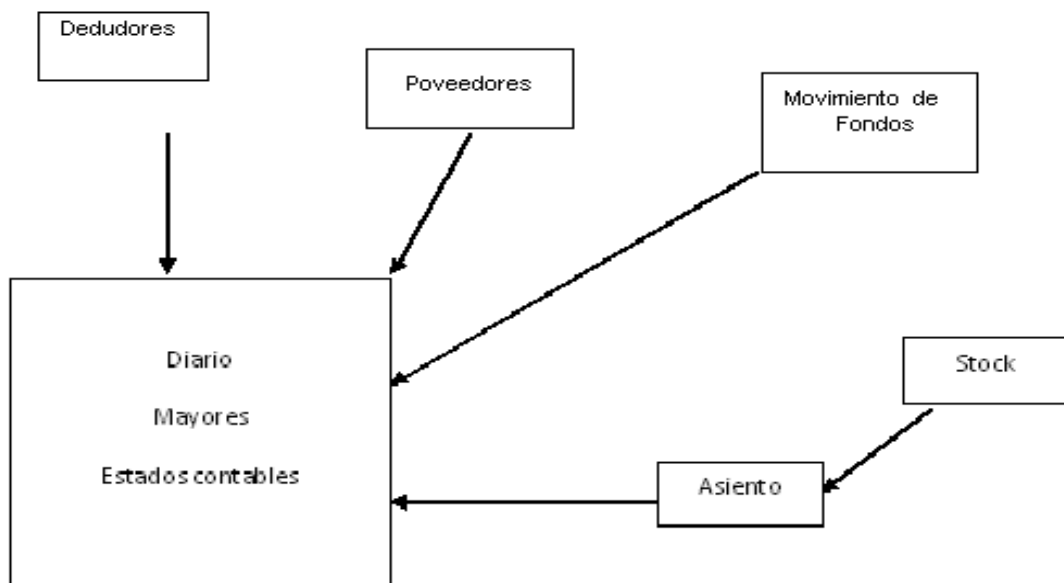 Dedudores
Poveedores
Movimiento de
Fondos
Diario
Mayores
Estados contables
Stock
Asiento